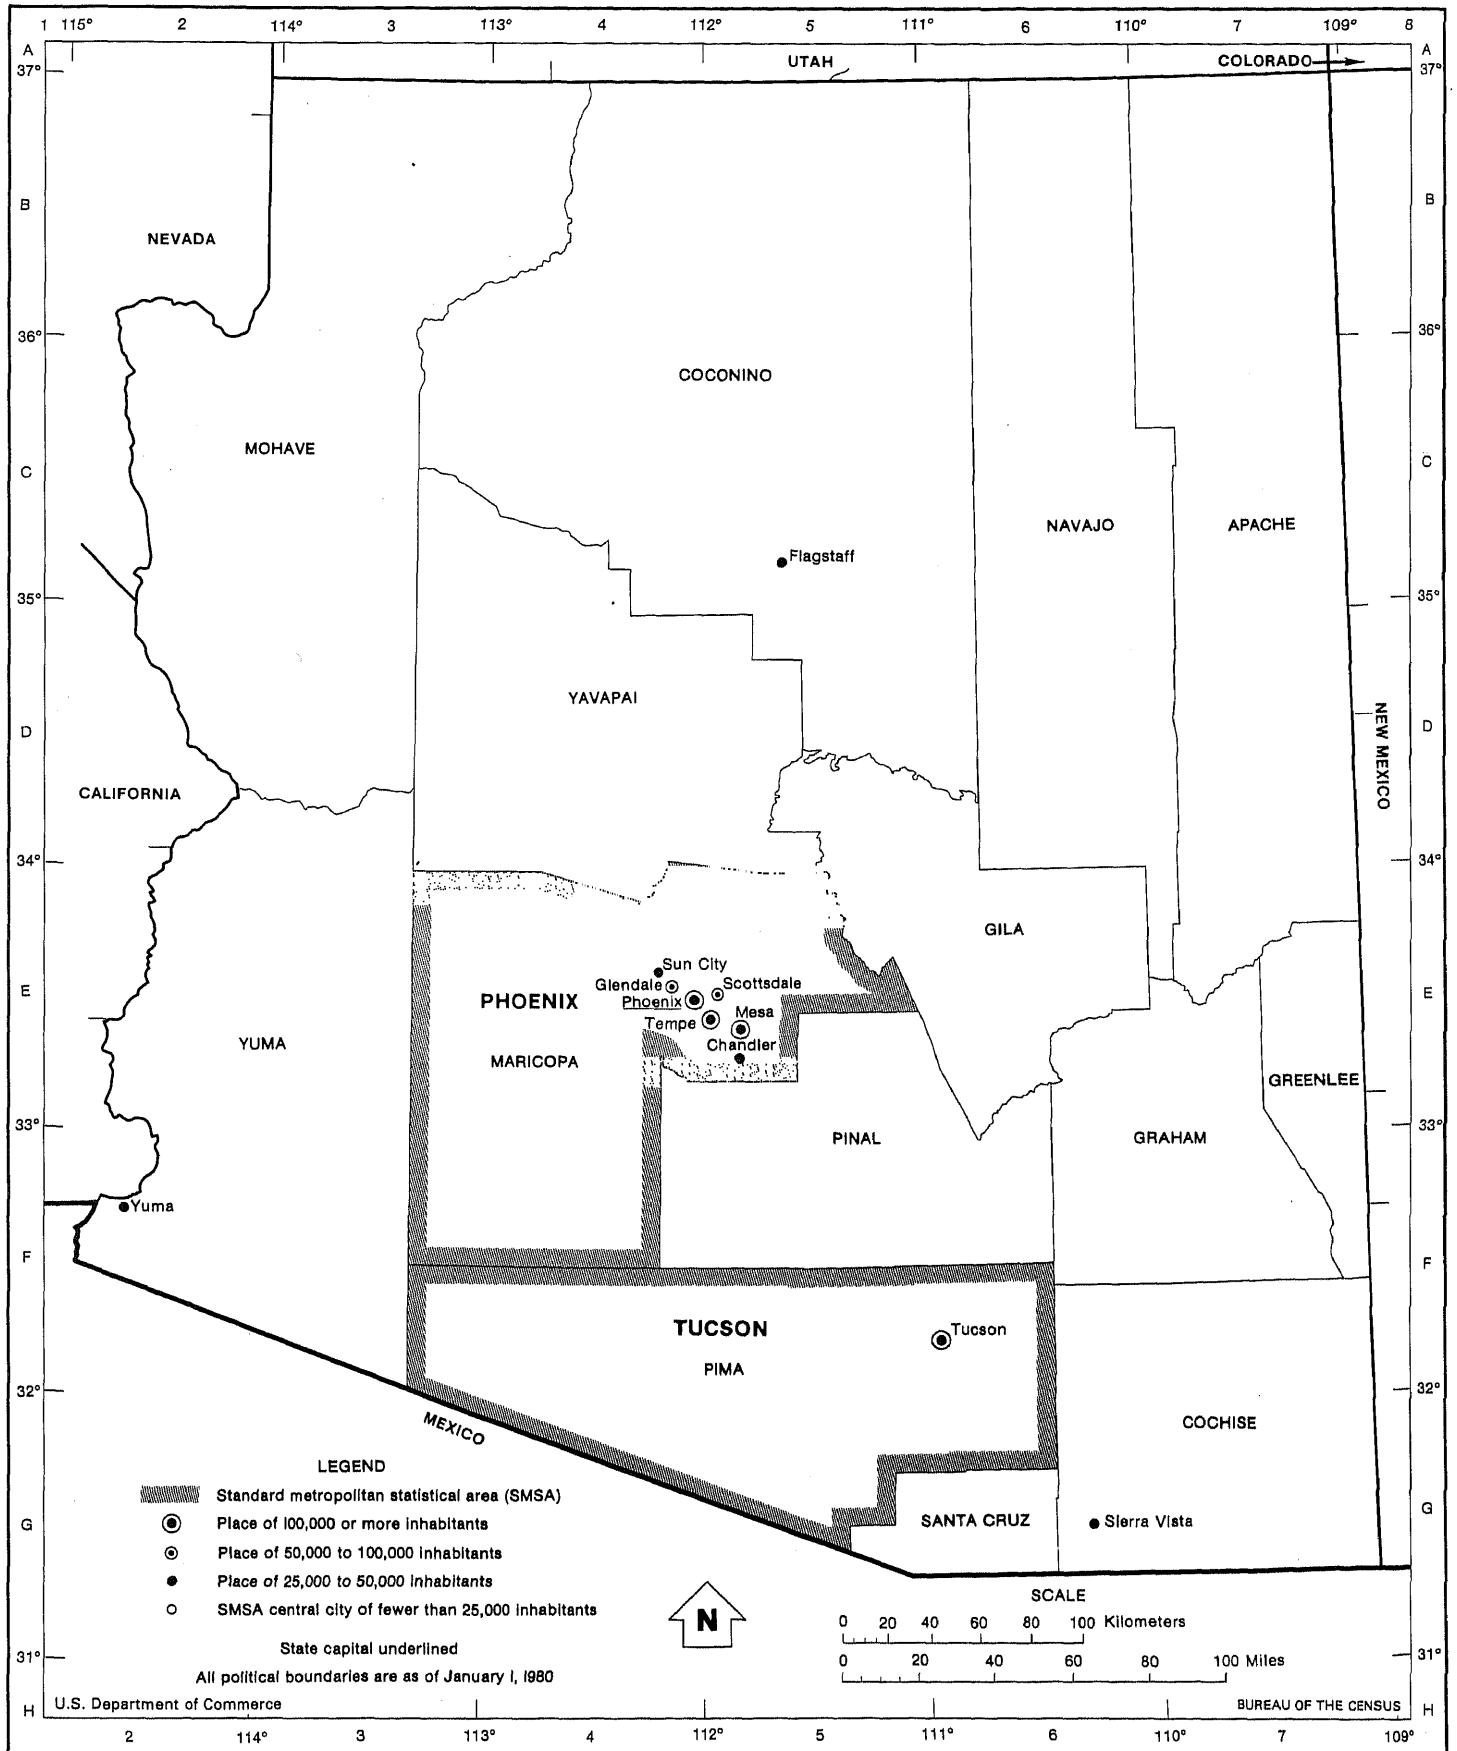 1 115° 2 114° 3 113° 4 112° 5 111° 6 110° 7 109° 8
A A
UTAH COLORADO
37° 37°
B B
NEVADA
36° 36°
COCONINO
MOHAVE
C C
NAVAJO APACHE
Flagstaff
35° 35°
YAVAPAI
D D
NEW MEXICO
CALIFORNIA
34° 34°
GILA
Sun City
Glendale Scottsdale
E PHOENIX Phoenix E
Mesa
Tempe
YUMA Chandler
MARICOPA
GREENLEE
33° 33°
PINAL GRAHAM
Yuma
F F
TUCSON Tucson
PIMA
32° 32°
MEXICO COCHISE
LEGEND
Standard metropolitan statistical area (SMSA)
G G
Place of 100,000 or more inhabitants
SANTA CRUZ Sierra Vista
Place of 50,000 to 100,000 inhabitants
Place of 25,000 to 50,000 inhabitants
SMSA central city of fewer than 25,000 inhabitants
State capital underlined
All political boundaries are as of January 1, 1980
N
SCALE
0 20 40 60 80 100 Kilometers
0 20 40 60 80 100 Miles
31° 31°
H U.S. Department of Commerce BUREAU OF THE CENSUS H
2 114° 3 113° 4 112° 5 111° 6 110° 7 109°